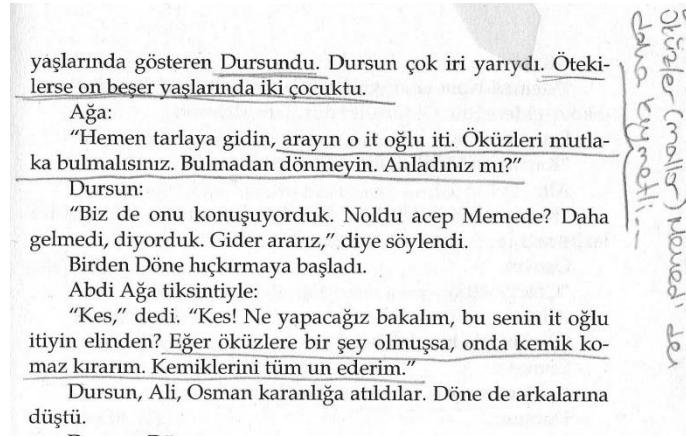 yaşlarında gösteren Dursundu. Dursun çok iri yarıydı. Öteki-
lerse on beşer yaşlarında iki çocuktu.
Ağa:
"Hemen tarlaya gidin, arayın o it oğlu iti. Öküzleri mutla-
ka bulmalısınız. Bulmadan dönmeyin. Anladınız mı?"
Dursun:
"Biz de onu konuşuyorduk. Noldu acep Memede? Daha
gelmedi, diyorduk. Gider ararız," diye söylendi.
Birden Döne hıçkırmaya başladı.
Abdi Ağa tiksintiyle:
"Kes," dedi. "Kes! Ne yapacağız bakalım, bu senin it oğlu
itiyin elinden? Eğer öküzlere bir şey olmuşsa, onda kemik ko-
maz kırarım. Kemiklerini tüm un ederim."
Dursun, Ali, Osman karanlığa atıldılar. Döne de arkalarına
düştü.
Öküzler (mallar) Memed'den
daha kıymetli...